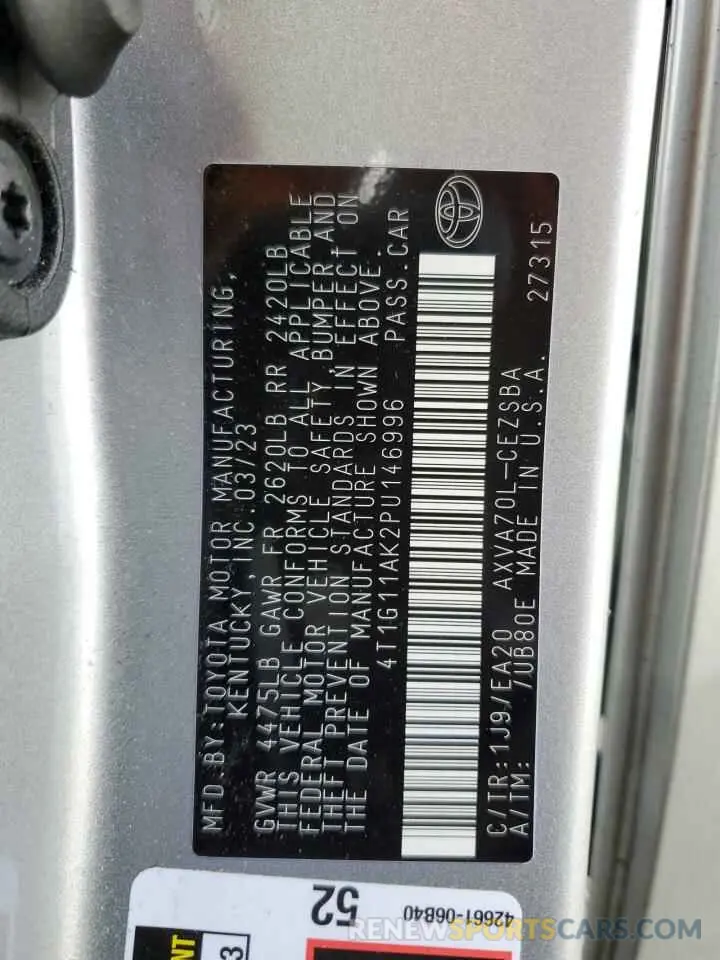 MFD.BY:TOYOTA MOTOR MANUFACTURING,
KENTUCKY, INC.03/23
GVWR 4475LB GAWR FR 2620LB RR 2420LB
THIS VEHICLE CONFORMS TO ALL APPLICABLE
FEDERAL MOTOR VEHICLE SAFETY, BUMPER AND
THEFT PREVENTION STANDARDS IN EFFECT ON
THE DATE OF MANUFACTURE SHOWN ABOVE.
4T1G11AK2PU146996 PASS.CAR
C/TR:1J9/EA20 AXVA70L-CEZSBA
A/TM: /UB80E MADE IN U.S.A. 27315
52
42661-06B40
RENEWSPORTSCARS.COM